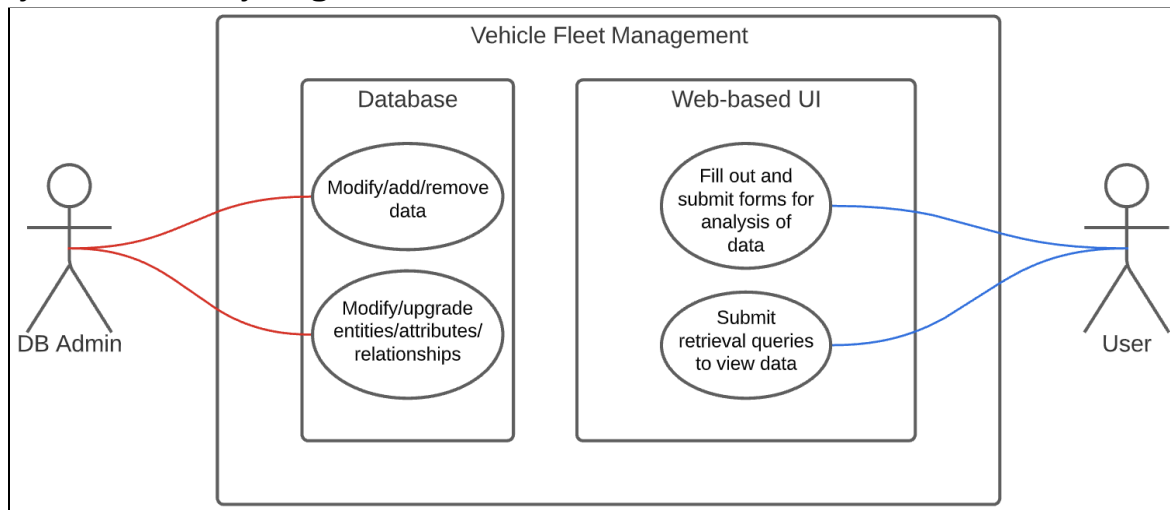 Vehicle Fleet Management
Database
Web-based UI
Modify/add/remove
data
Modify/upgrade
entities/attributes/
relationships
Fill out and
submit forms for
analysis of
data
Submit
retrieval queries
to view data
DB Admin
User